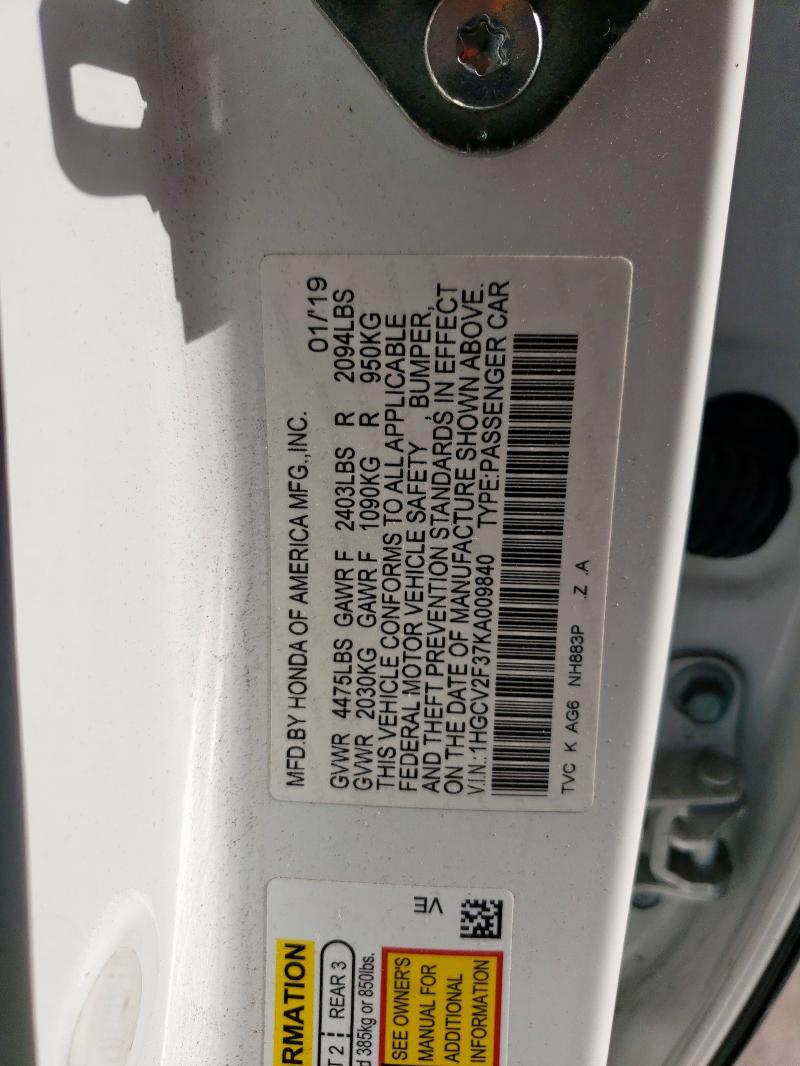 MFD.BY HONDA OF AMERICA MFG.,INC. 01/'19
GVWR 4475LBS GAWR F 2403LBS R 2094LBS
GVWR 2030KG GAWR F 1090KG R 950KG
THIS VEHICLE CONFORMS TO ALL APPLICABLE
FEDERAL MOTOR VEHICLE SAFETY , BUMPER,
AND THEFT PREVENTION STANDARDS IN EFFECT
ON THE DATE OF MANUFACTURE SHOWN ABOVE.
V.I.N.:1HGCV2F37KA009840 TYPE:PASSENGER CAR
TVC K AG6 NH883P .Z .A
RMATION
T 2 REAR 3
d 385kg or 850lbs.
VE
SEE OWNER'S
MANUAL FOR
ADDITIONAL
INFORMATION